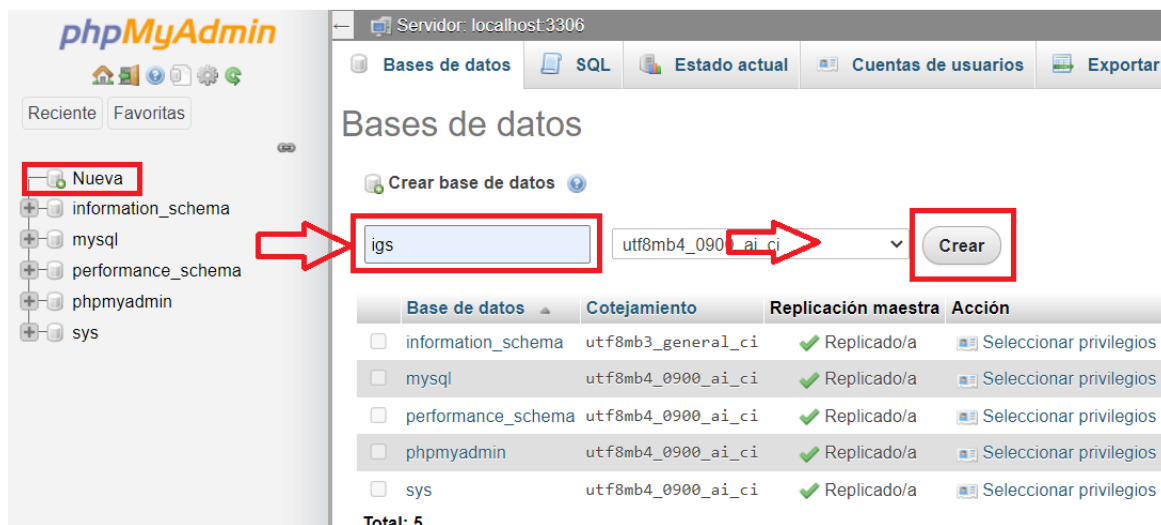 phpMyAdmin
Reciente Favoritas
Nueva
information_schema
mysql
performance_schema
phpmyadmin
sys
Servidor: localhost:3306
Bases de datos SQL Estado actual Cuentas de usuarios Exportar
Bases de datos
Crear base de datos
igs utf8mb4_0900_ai_ci Crear
Base de datos Cotejamiento Replicación maestra Acción
information_schema utf8mb3_general_ci Replicado/a Seleccionar privilegios
mysql utf8mb4_0900_ai_ci Replicado/a Seleccionar privilegios
performance_schema utf8mb4_0900_ai_ci Replicado/a Seleccionar privilegios
phpmyadmin utf8mb4_0900_ai_ci Replicado/a Seleccionar privilegios
sys utf8mb4_0900_ai_ci Replicado/a Seleccionar privilegios
Total: 5